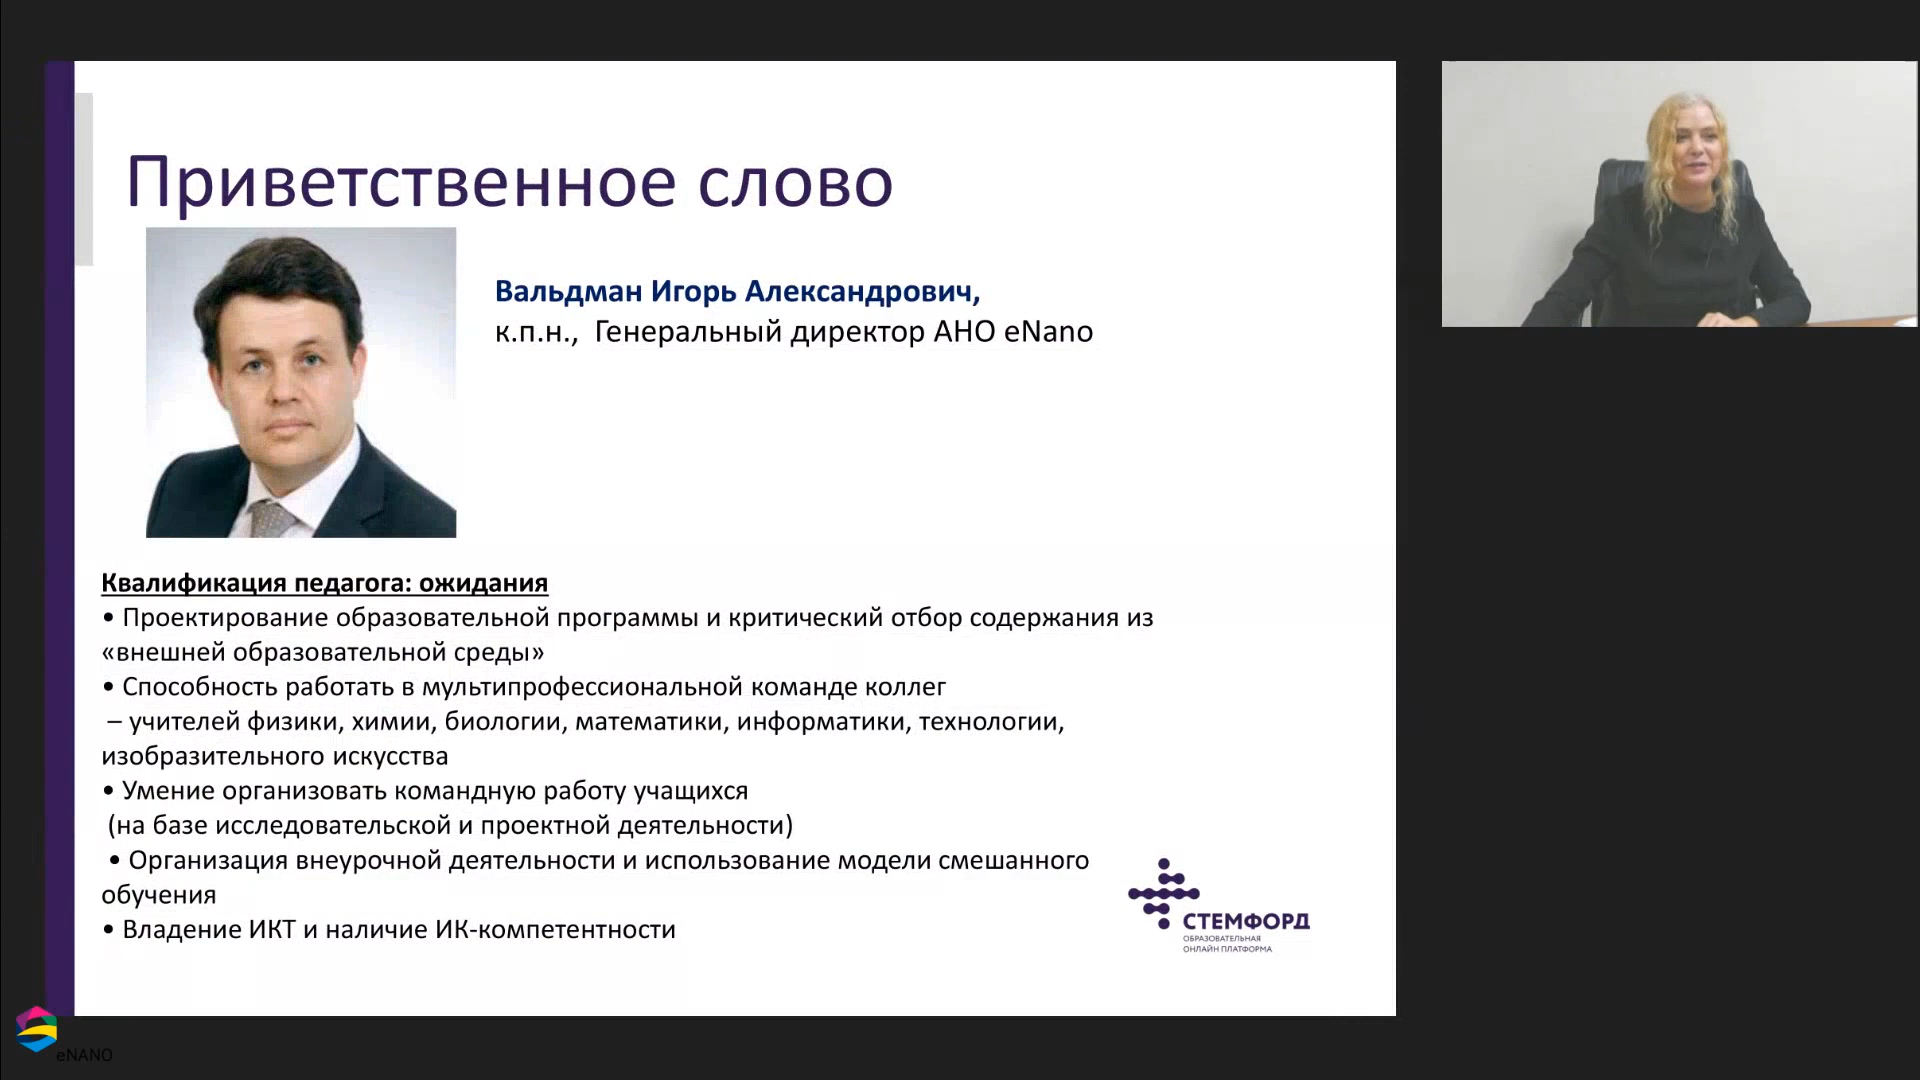 Приветственное слово
Вальдман Игорь Александрович,
к.п.н., Генеральный директор АНО eNano
Квалификация педагога: ожидания
• Проектирование образовательной программы и критический отбор содержания из
«внешней образовательной среды»
• Способность работать в мультипрофессиональной команде коллег
– учителей физики, химии, биологии, математики, информатики, технологии,
изобразительного искусства
• Умение организовать командную работу учащихся
(на базе исследовательской и проектной деятельности)
• Организация внеурочной деятельности и использование модели смешанного
обучения
• Владение ИКТ и наличие ИК-компетентности
СТЕМФОРД
ОБРАЗОВАТЕЛЬНАЯ
ОНЛАЙН ПЛАТФОРМА
eNANO